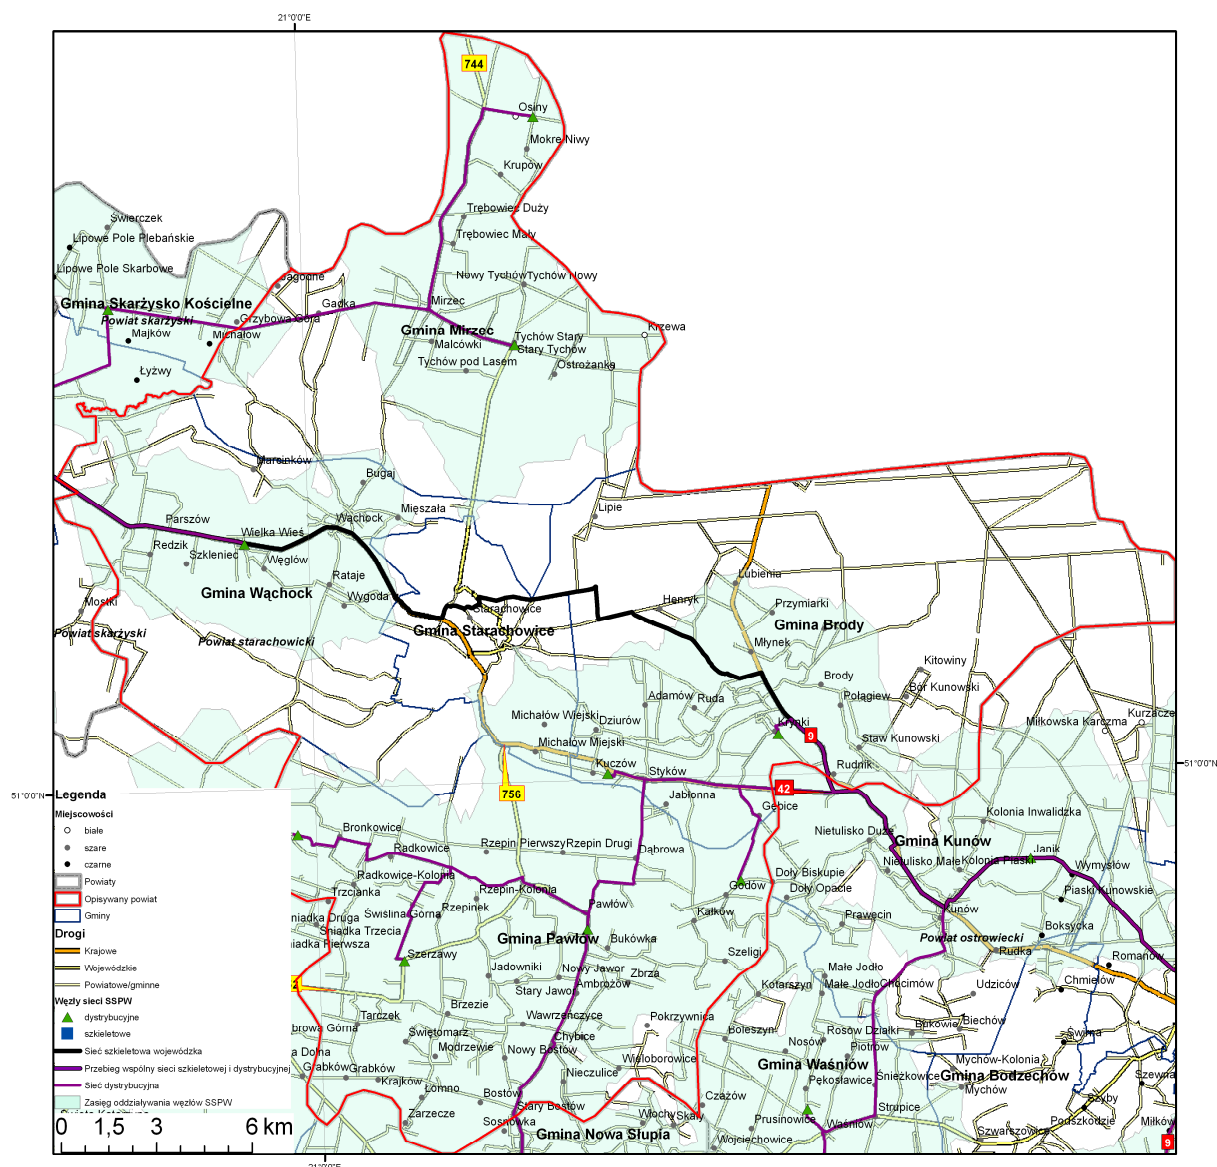 21°0'0"E
744
Osiny
Mokre Niwy
Krupów
Trębowiec Duży
Świerczek
Trębowiec Mały
Lipowe Pole Plebańskie
Lipowe Pole Skarbowe
Nowy Tychów Tychów Nowy
Jagodne
Gmina Skarżysko Kościelne
Gadka
Mirzec
Powiat skarżyski
Grzybowa Góra
Krzewa
Majków
Michałów
Gmina Mirzec
Tychów Stary
Malcówki
Stary Tychów
Tychów pod Lasem
Ostrożanka
Łyżwy
Marcinków
Bugaj
Lipie
Mięszała
Parszów
Wąchock
Wielka Wieś
Redzik
Szkleniec
Węglów
Rataje
Lubienia
Gmina Wąchock
Wygoda
Henryk
Przymiarki
Mostki
Starachowice
Gmina Brody
Powiat skarżyski
Powiat starachowicki
Gmina Starachowice
Młynek
Kitowiny
Brody
Bór Kunowski
Adamów
Ruda
Połągiew
Michałów Wiejski
Dziurów
Krynki
Miłkowska Karczma
Kurzacze
9
Staw Kunowski
Michałów Miejski
Kuczów
Styków
Rudnik
51°0'0"N
51°0'0"N
42
756
Jabłonna
Gębice
Kolonia Inwalidzka
Bronkowice
Nietulisko Duże
Gmina Kunów
Radkowice
Rzepin Pierwszy
Rzepin Drugi
Dąbrowa
Janik
Nietulisko Małe
Kolonia Piaski
Wymysłów
Radkowice-Kolonia
Doły Biskupie
Trzcianka
Rzepin-Kolonia
Godów
Doły Opacie
Piaski Kunowskie
Rzepinek
Pawłów
Kunów
Świślina Górna
Kałków
Prawęcin
Boksycka
Gmina Pawłów
Bukówka
Powiat ostrowiecki
Szerzawy
Szeligi
Rudka
Romanów
Jadowniki
Nowy Jawor
Zbrza
Małe Jodło
Chmielów
Stary Jawor
Ambrożów
Kotarszyn
Małe Jodło
Chocimów
Udziców
Brzezie
Tarczek
Wawrzeńczyce
Pokrzywnica
Świętomarz
Chybice
Boleszyn
Rosów Działki
Bukowie
Biechów
Modrzewie
Nowy Bostów
Wieloborowice
Nosów
Piotrów
Mychow-Kolonia
Grabków
Grabków
Nieczulice
Gmina Waśniów
Krajków
Łomno
Pękosławice
Śnieżkowice
Gmina Bodzechów
Szewna
Bostów
Czażów
Mychów
Szyby
Zarzecze
Stary Bostów
Włochy
Skały
Prusinowice
Strupice
Sosnówka
Waśniów
Podszkodzie
Miłków
Gmina Nowa Słupia
Wojciechowice
Szwarszowice
9
Legenda
Miejscowości
białe
szare
czarne
Powiaty
Opisywany powiat
Gminy
Drogi
Krajowe
Wojewódzkie
Powiatowe/gminne
Węzły sieci SSPW
dystrybucyjne
szkieletowe
Sieć szkieletowa wojewódzka
Przebieg wspólny sieci szkieletowej i dystrybucyjnej
Sieć dystrybucyjna
Zasięg oddziaływania węzłów SSPW
0 1,5 3 6 km
21°0'0"E